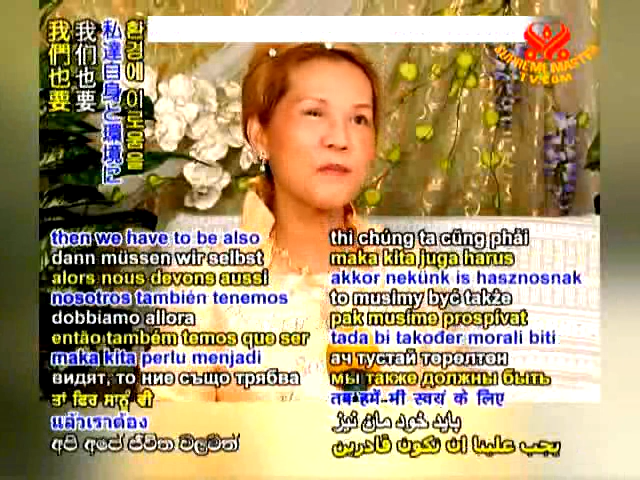 我們也要
我们也要
私達自身と環境に
환경에 이로움을
SUPREME MASTER
TV.COM
then we have to be also
dann müssen wir selbst
alors nous devons aussi
nosotros también tenemos
dobbiamo allora
então também temos que ser
maka kita perlu menjadi
видят, то ние също трябва
ਤਾਂ ਫਿਰ ਸਾਨੂੰ ਵੀ
แล้วเราต้อง
අපි අපේ ජීවිත වලමත්
thì chúng ta cũng phải
maka kita juga harus
akkor nekünk is hasznosnak
to musimy być także
pak musíme prospívat
tada bi također morali biti
ач тустай төрөлтөн
мы также должны быть
तब हमें भी स्वयं के लिए
باید خود مان نیز
يجب علينا ان نكون قادرين